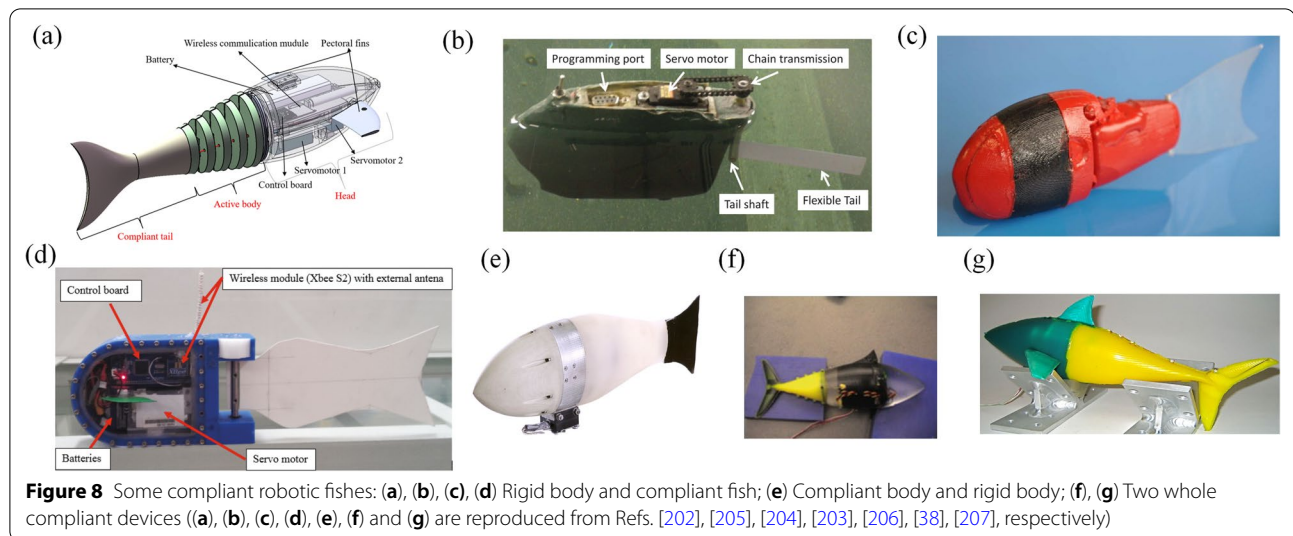 (a)
Wireless commulication mudule
Pectoral fins
Battery
Servomotor 2
Servomotor 1
Control board
Head
Active body
Compliant tail
(b)
Programming port
Servo motor
Chain transmission
Tail shaft
Flexible Tail
(c)
(d)
Wireless module (Xbee S2) with external antena
Control board
Batteries
Servo motor
(e)
(f)
(g)
Figure 8 Some compliant robotic fishes: (a), (b), (c), (d) Rigid body and compliant fish; (e) Compliant body and rigid body; (f), (g) Two whole
compliant devices ((a), (b), (c), (d), (e), (f) and (g) are reproduced from Refs. [202], [205], [204], [203], [206], [38], [207], respectively)